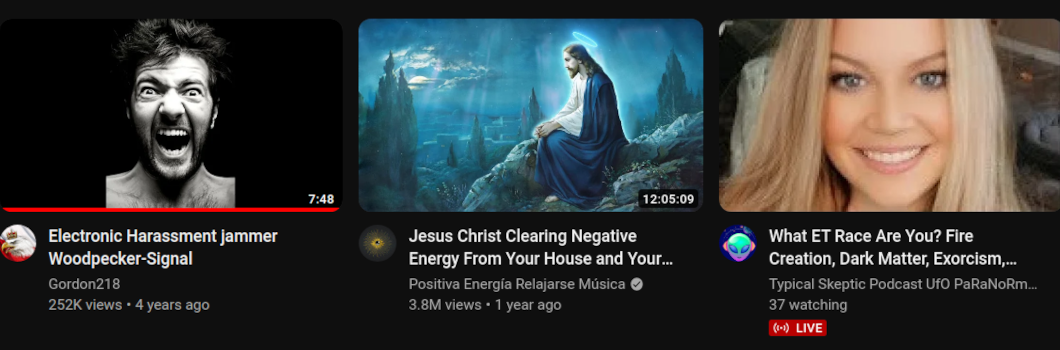 7:48
12:05:09
Electronic Harassment jammer
Woodpecker-Signal
Gordon218
252K views • 4 years ago
Jesus Christ Clearing Negative
Energy From Your House and Your...
Positiva Energía Relajarse Música
3.8M views • 1 year ago
What ET Race Are You? Fire
Creation, Dark Matter, Exorcism,...
Typical Skeptic Podcast UfO PaRaNoRm...
37 watching
LIVE